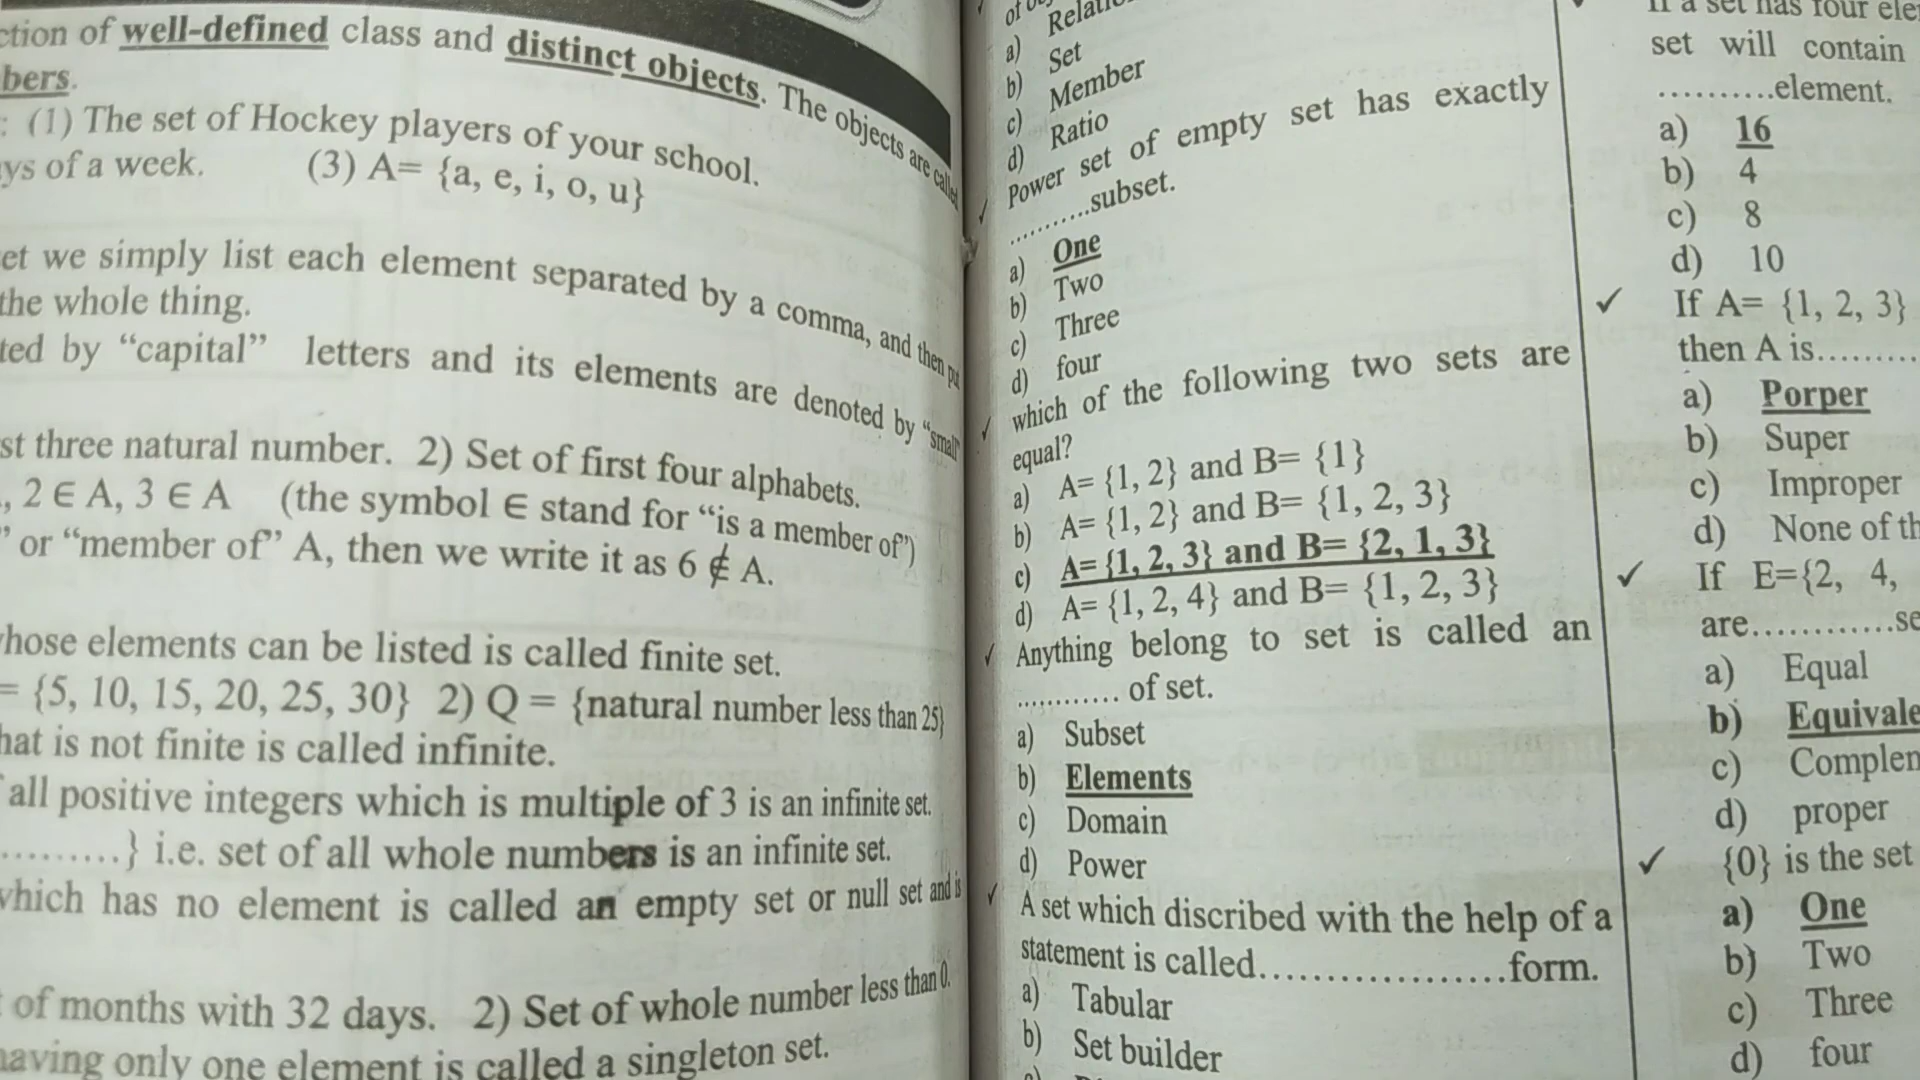 ction of well-defined class and distinct objects. The objects are called
bers.
: (1) The set of Hockey players of your school.
ys of a week. (3) A= {a, e, i, o, u}
et we simply list each element separated by a comma, and then put
the whole thing.
ted by “capital” letters and its elements are denoted by “small”
st three natural number. 2) Set of first four alphabets.
, 2 ∈ A, 3 ∈ A (the symbol ∈ stand for “is a member of”)
” or “member of” A, then we write it as 6 ∉ A.
whose elements can be listed is called finite set.
= {5, 10, 15, 20, 25, 30} 2) Q = {natural number less than 25}
hat is not finite is called infinite.
all positive integers which is multiple of 3 is an infinite set.
.........} i.e. set of all whole numbers is an infinite set.
which has no element is called an empty set or null set and is
of months with 32 days. 2) Set of whole number less than 0.
having only one element is called a singleton set.
a) Relatio
b) Set
c) Member
d) Ratio
✓ Power set of empty set has exactly
..........subset.
a) One
b) Two
c) Three
d) four
✓ which of the following two sets are
equal?
a) A= {1, 2} and B= {1}
b) A= {1, 2} and B= {1, 2, 3}
c) A= {1, 2, 3} and B= {2, 1, 3}
d) A= {1, 2, 4} and B= {1, 2, 3}
✓ Anything belong to set is called an
............ of set.
a) Subset
b) Elements
c) Domain
d) Power
✓ A set which discribed with the help of a
statement is called.....................form.
a) Tabular
b) Set builder
If a set has four ele
set will contain
..........element.
a) 16
b) 4
c) 8
d) 10
✓ If A= {1, 2, 3}
then A is.........
a) Porper
b) Super
c) Improper
d) None of th
✓ If E={2, 4,
are............se
a) Equal
b) Equivale
c) Complem
d) proper
✓ {0} is the set
a) One
b) Two
c) Three
d) four